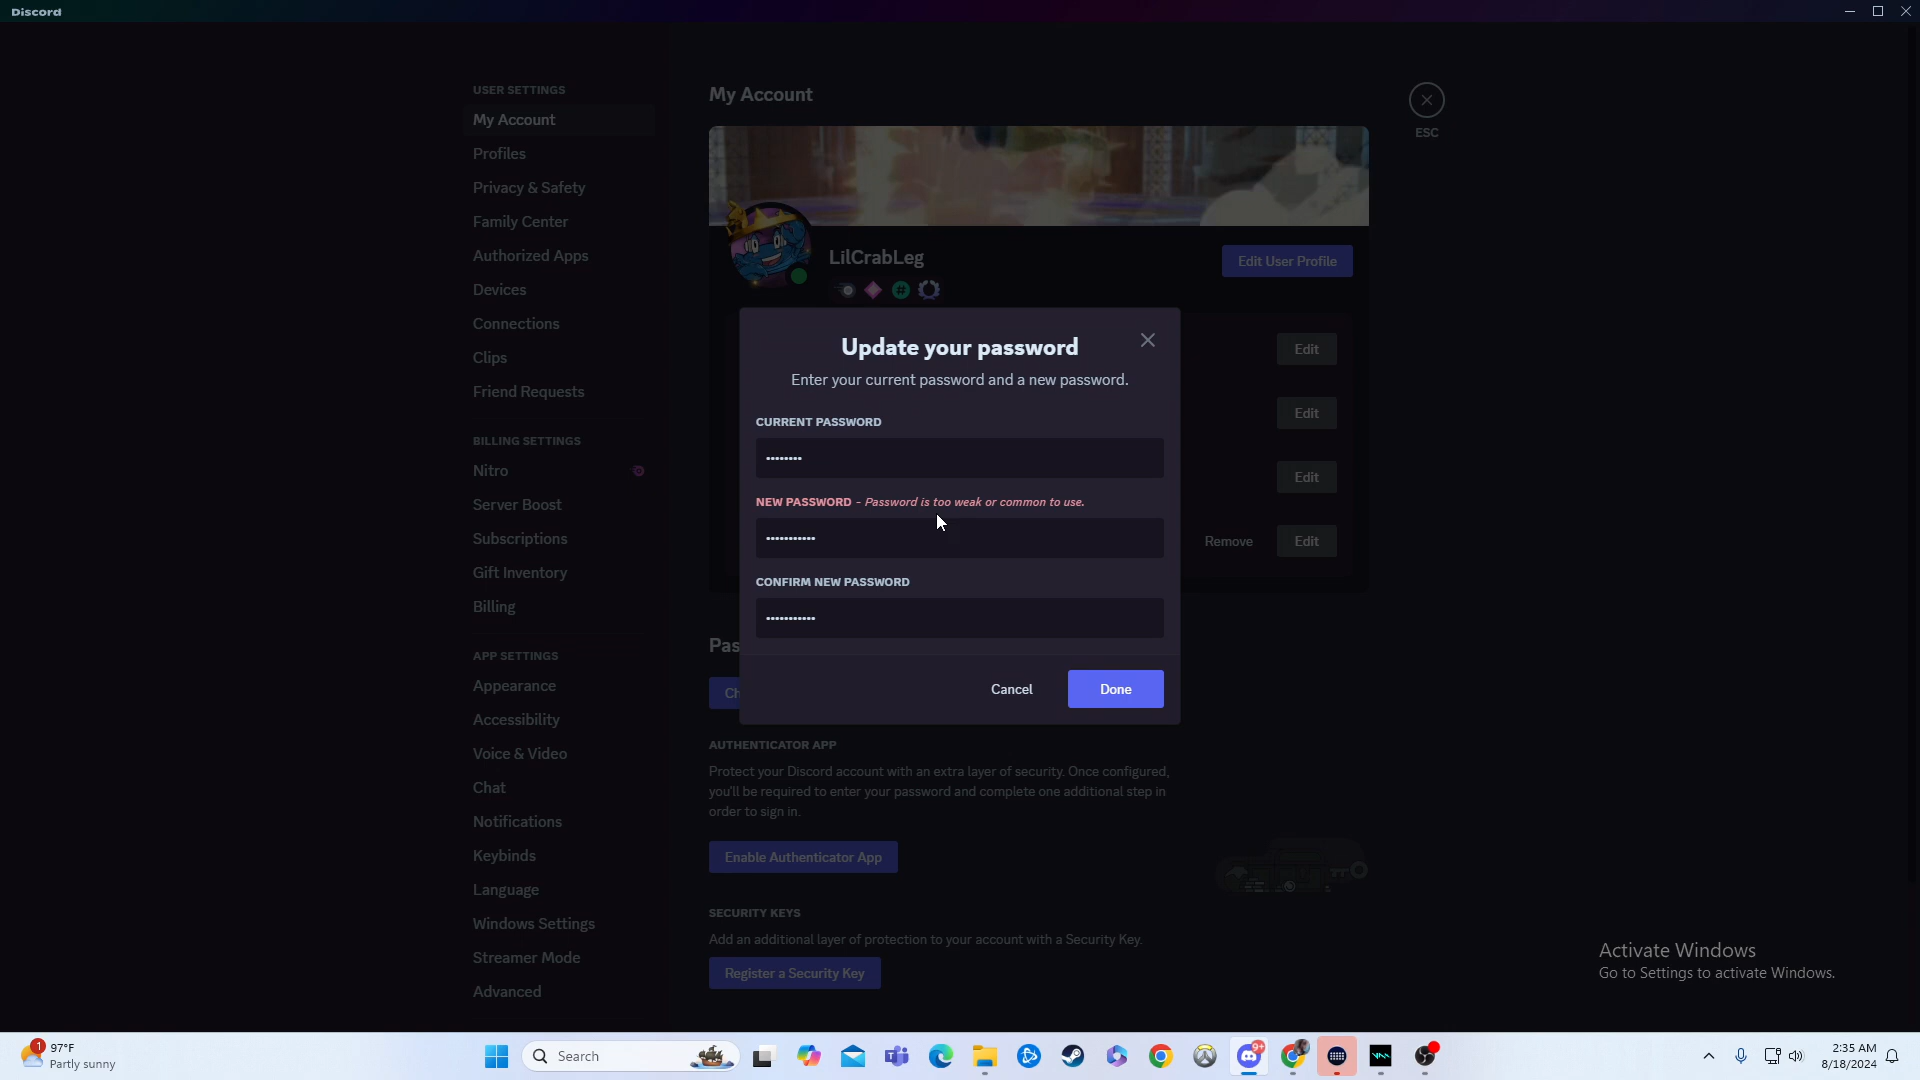 Discord
USER SETTINGS
My Account
Profiles
Privacy & Safety
Family Center
Authorized Apps
Devices
Connections
Clips
Friend Requests
BILLING SETTINGS
Nitro
Server Boost
Subscriptions
Gift Inventory
Billing
APP SETTINGS
Appearance
Accessibility
Voice & Video
Chat
Notifications
Keybinds
Language
Windows Settings
Streamer Mode
Advanced
My Account
ESC
LilCrabLeg
Edit User Profile
Edit
Edit
Edit
Remove
Edit
Update your password
Enter your current password and a new password.
CURRENT PASSWORD
••••••••
NEW PASSWORD - Password is too weak or common to use.
•••••••••••
CONFIRM NEW PASSWORD
•••••••••••
Cancel
Done
Pas
Ch
AUTHENTICATOR APP
Protect your Discord account with an extra layer of security. Once configured,
you'll be required to enter your password and complete one additional step in
order to sign in.
Enable Authenticator App
SECURITY KEYS
Add an additional layer of protection to your account with a Security Key.
Register a Security Key
Activate Windows
Go to Settings to activate Windows.
1
97°F
Partly sunny
Search
9+
2:35 AM
8/18/2024